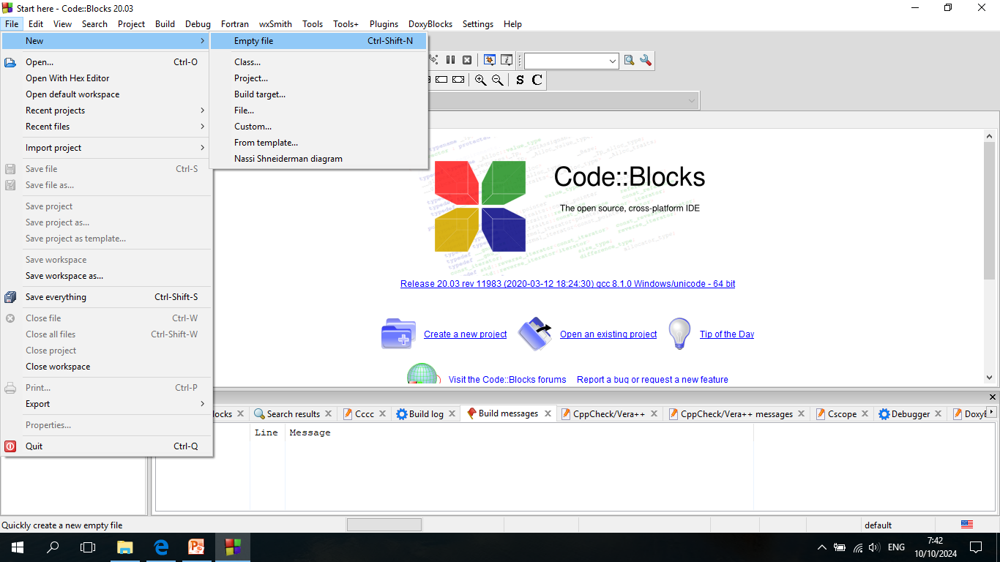 Start here - Code::Blocks 20.03
File Edit View Search Project Build Debug Fortran wxSmith Tools Tools+ Plugins DoxyBlocks Settings Help
New
Open... Ctrl-O
Open With Hex Editor
Open default workspace
Recent projects
Recent files
Import project
Save file Ctrl-S
Save file as...
Save project
Save project as...
Save project as template...
Save workspace
Save workspace as...
Save everything Ctrl-Shift-S
Close file Ctrl-W
Close all files Ctrl-Shift-W
Close project
Close workspace
Print... Ctrl-P
Export
Properties...
Quit Ctrl-Q
Empty file Ctrl-Shift-N
Class...
Project...
Build target...
File...
Custom...
From template...
Nassi Shneiderman diagram
S C
Code::Blocks
The open source, cross-platform IDE
Release 20.03 rev 11983 (2020-03-12 18:24:30) gcc 8.1.0 Windows/unicode - 64 bit
Create a new project Open an existing project Tip of the Day
Visit the Code::Blocks forums Report a bug or request a new feature
locks Search results Cccc Build log Build messages CppCheck/Vera++ CppCheck/Vera++ messages Cscope Debugger DoxyB
Line Message
Quickly create a new empty file default
ENG 7:42
10/10/2024